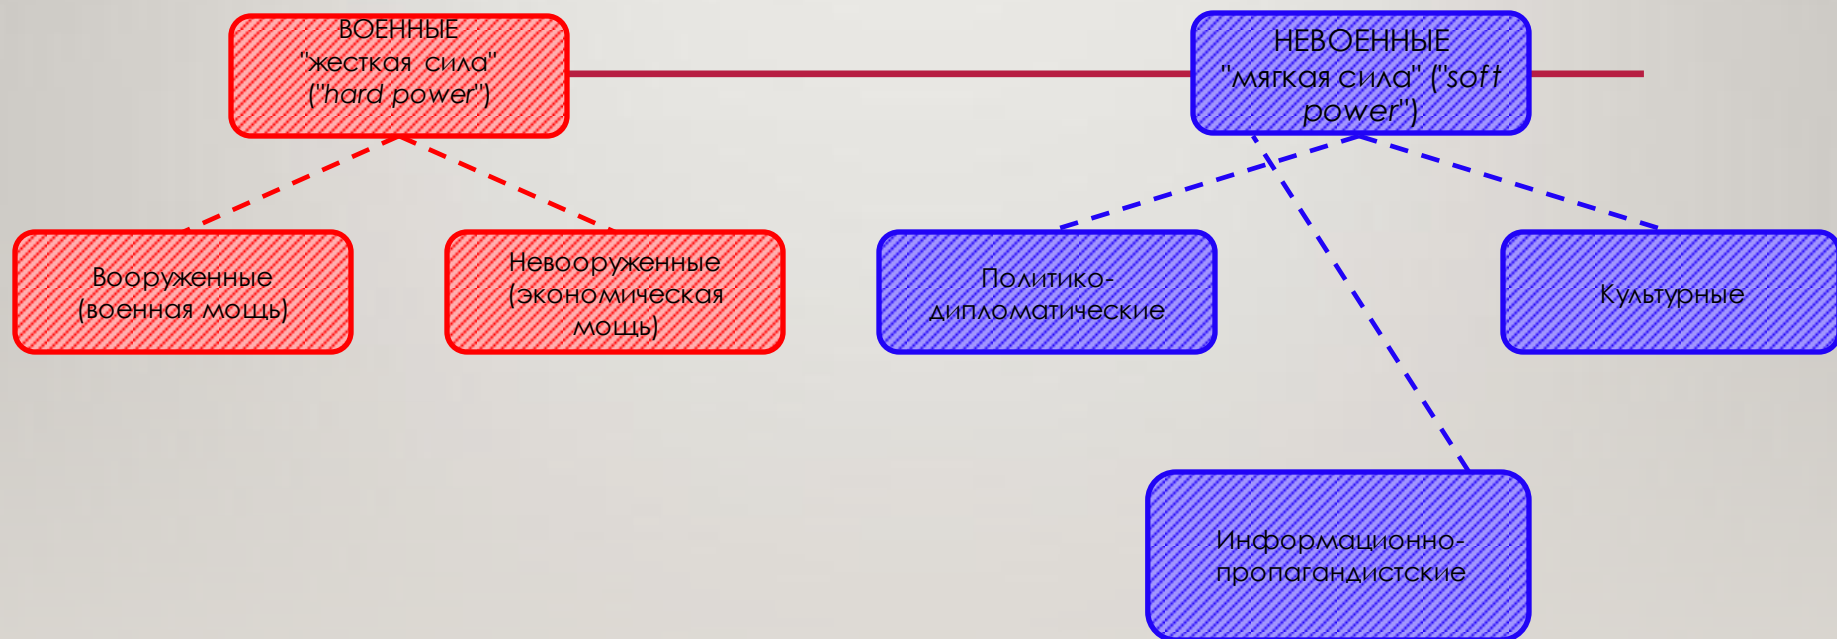 ВОЕННЫЕ
"жесткая сила"
("hard power")
НЕВОЕННЫЕ
"мягкая сила" ("soft
power")
Вооруженные
(военная мощь)
Невооруженные
(экономическая
мощь)
Политико-
дипломатические
Культурные
Информационно-
пропагандистские